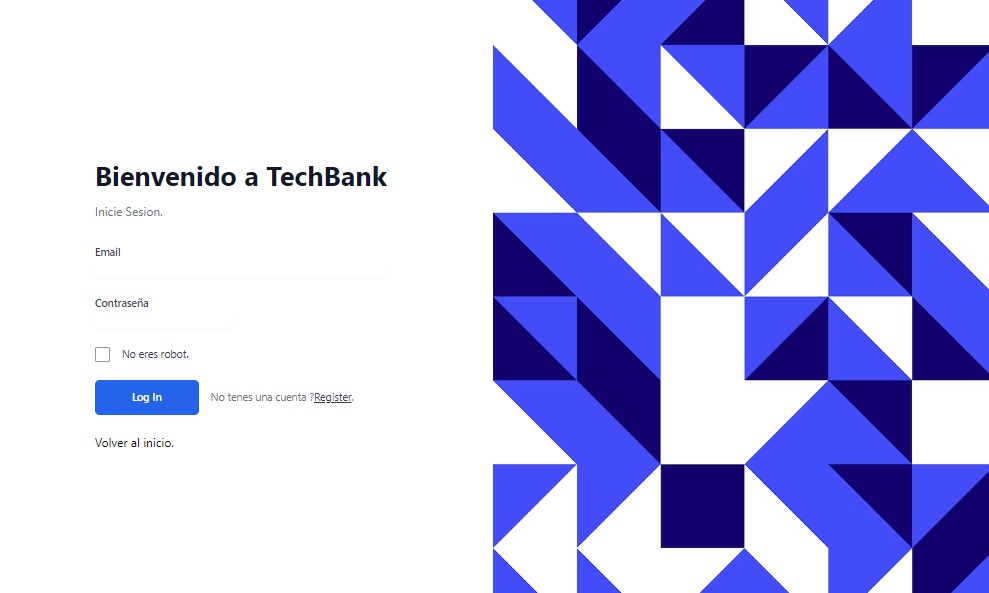 Bienvenido a TechBank
Inicie Sesion.
Email
Contraseña
No eres robot.
Log In No tenes una cuenta ?Register.
Volver al inicio.